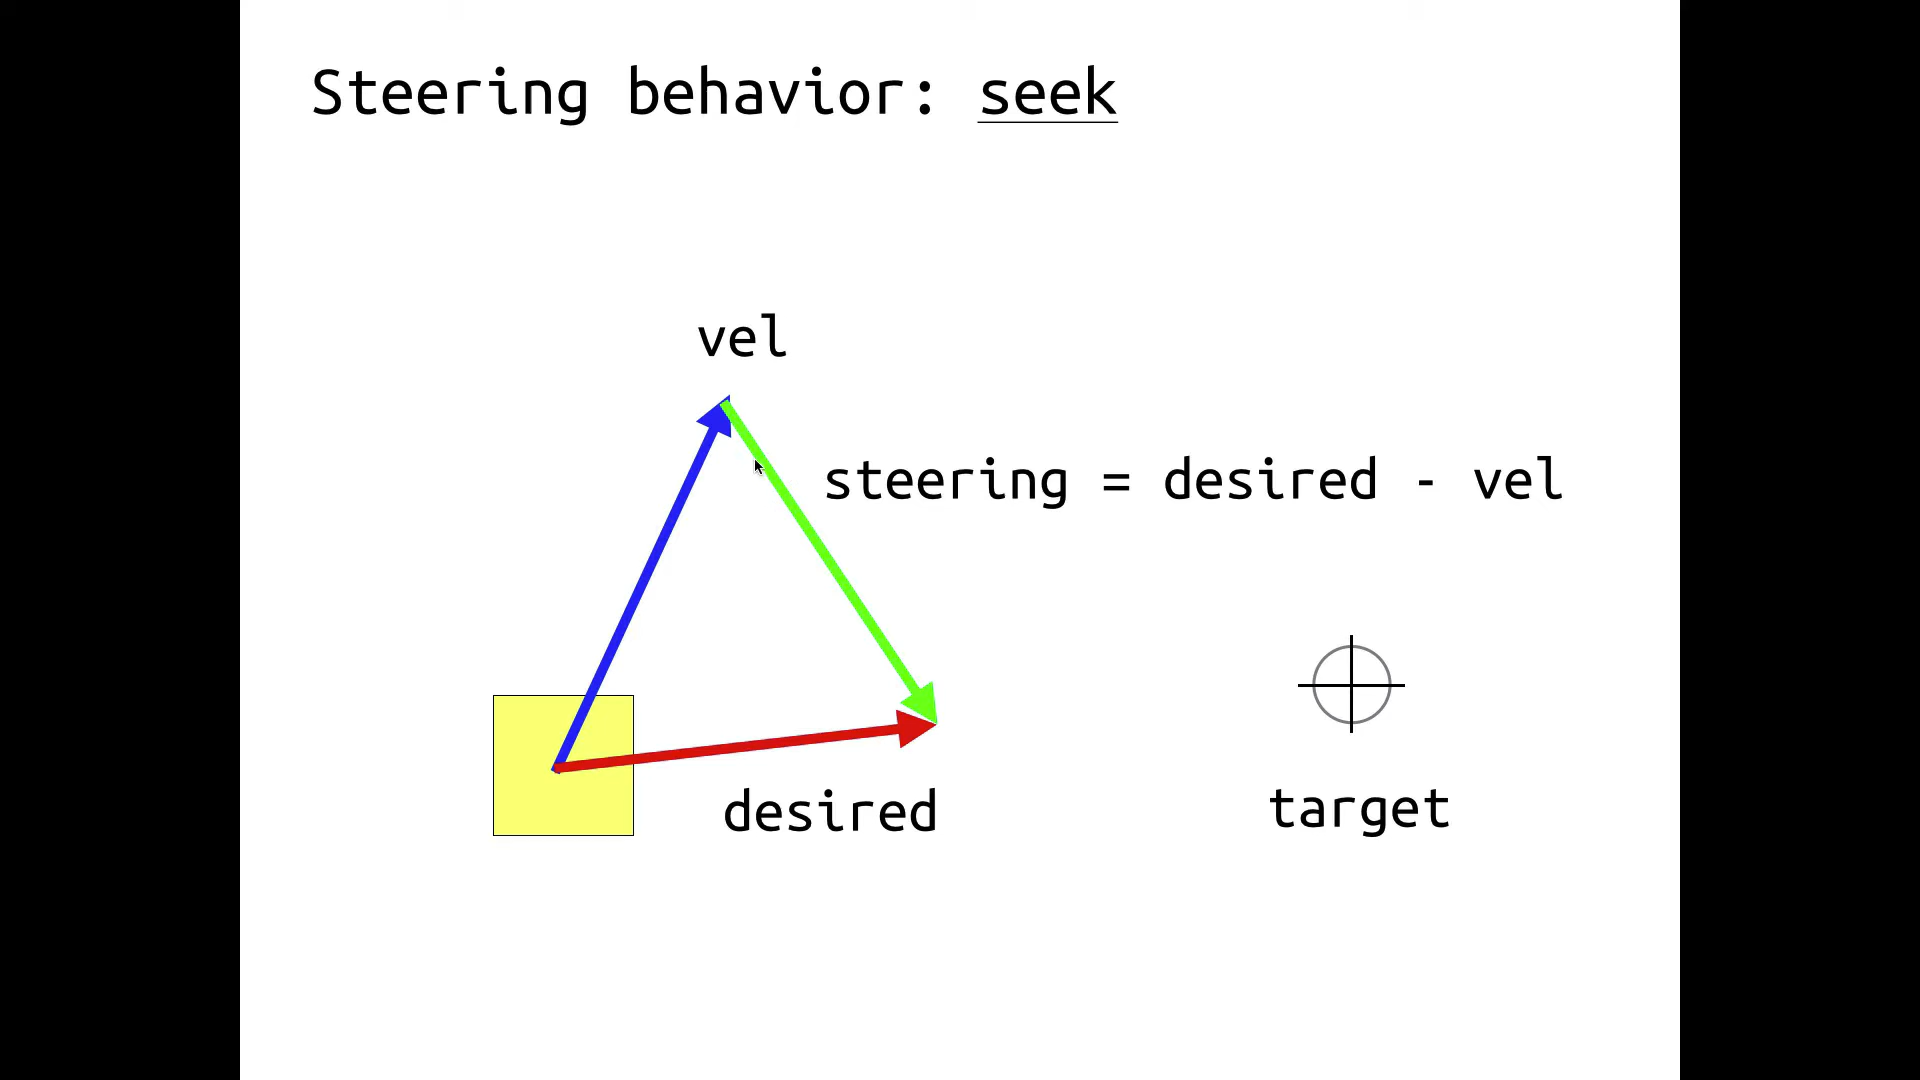 Steering behavior: seek
vel
steering = desired - vel
desired
target